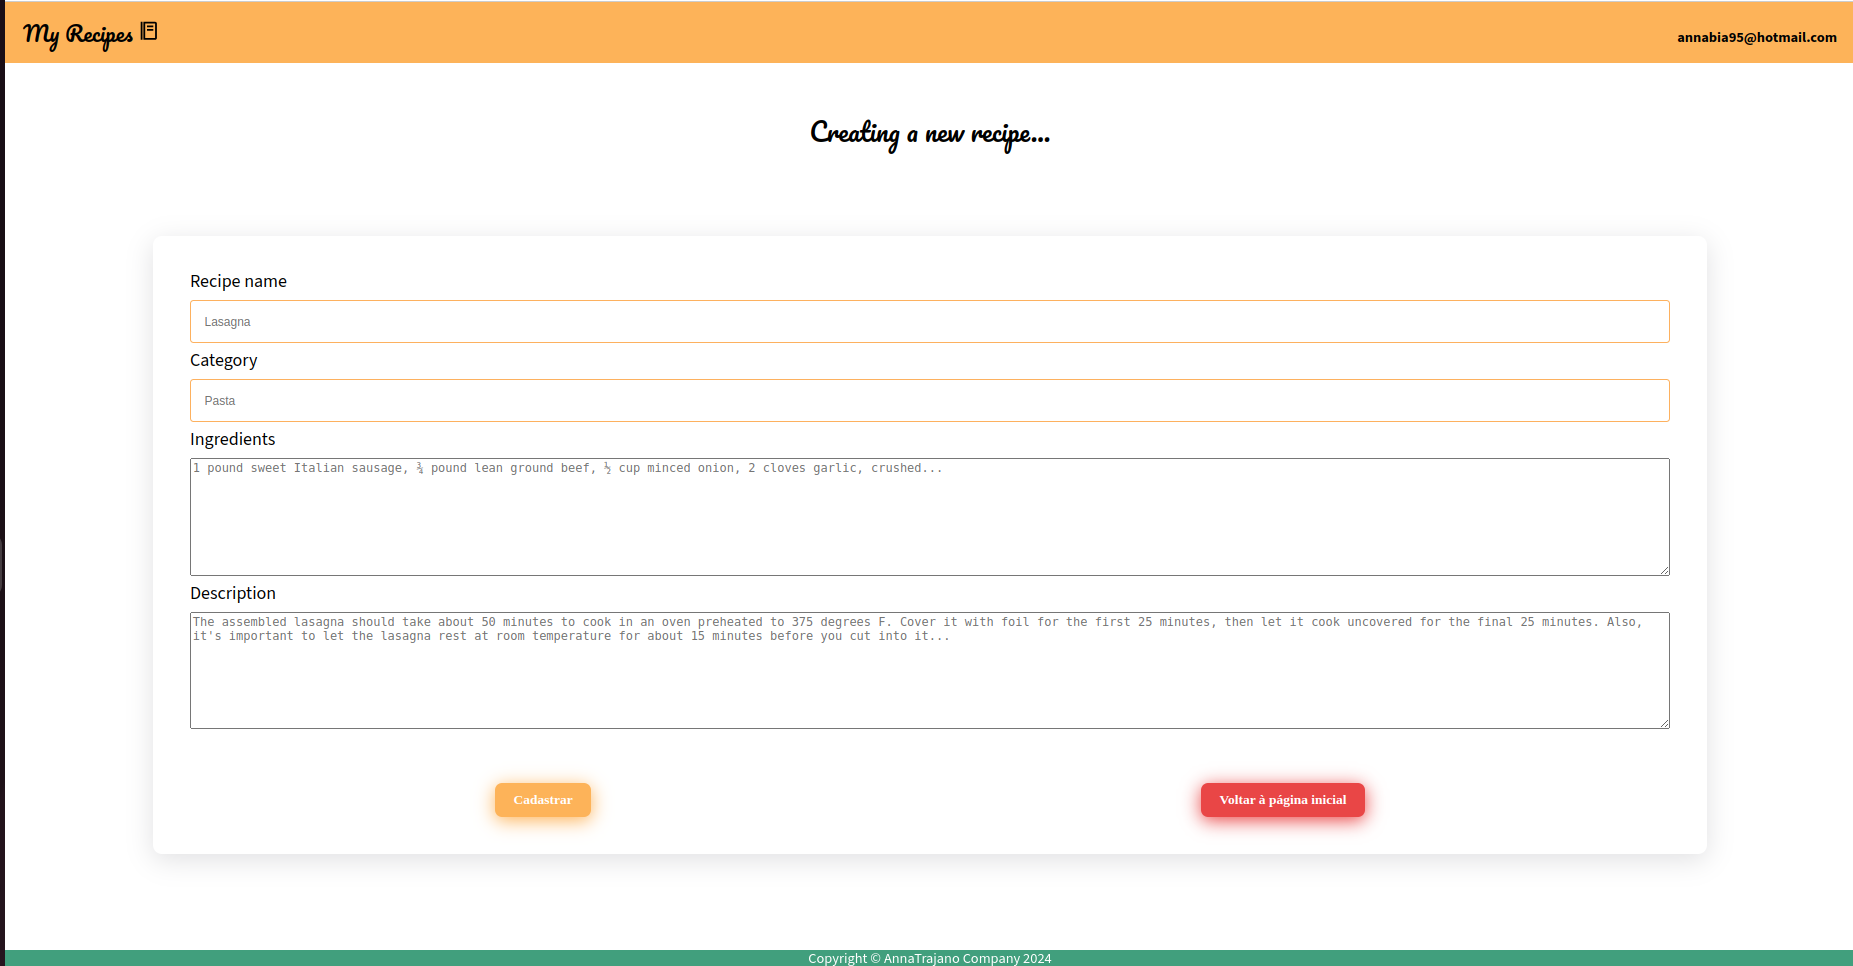 My Recipes
annabia95@hotmail.com
Creating a new recipe...
Recipe name
Lasagna
Category
Pasta
Ingredients
1 pound sweet Italian sausage, ¾ pound lean ground beef, ½ cup minced onion, 2 cloves garlic, crushed...
Description
The assembled lasagna should take about 50 minutes to cook in an oven preheated to 375 degrees F. Cover it with foil for the first 25 minutes, then let it cook uncovered for the final 25 minutes. Also,
it's important to let the lasagna rest at room temperature for about 15 minutes before you cut into it...
Cadastrar
Voltar à página inicial
Copyright © AnnaTrajano Company 2024